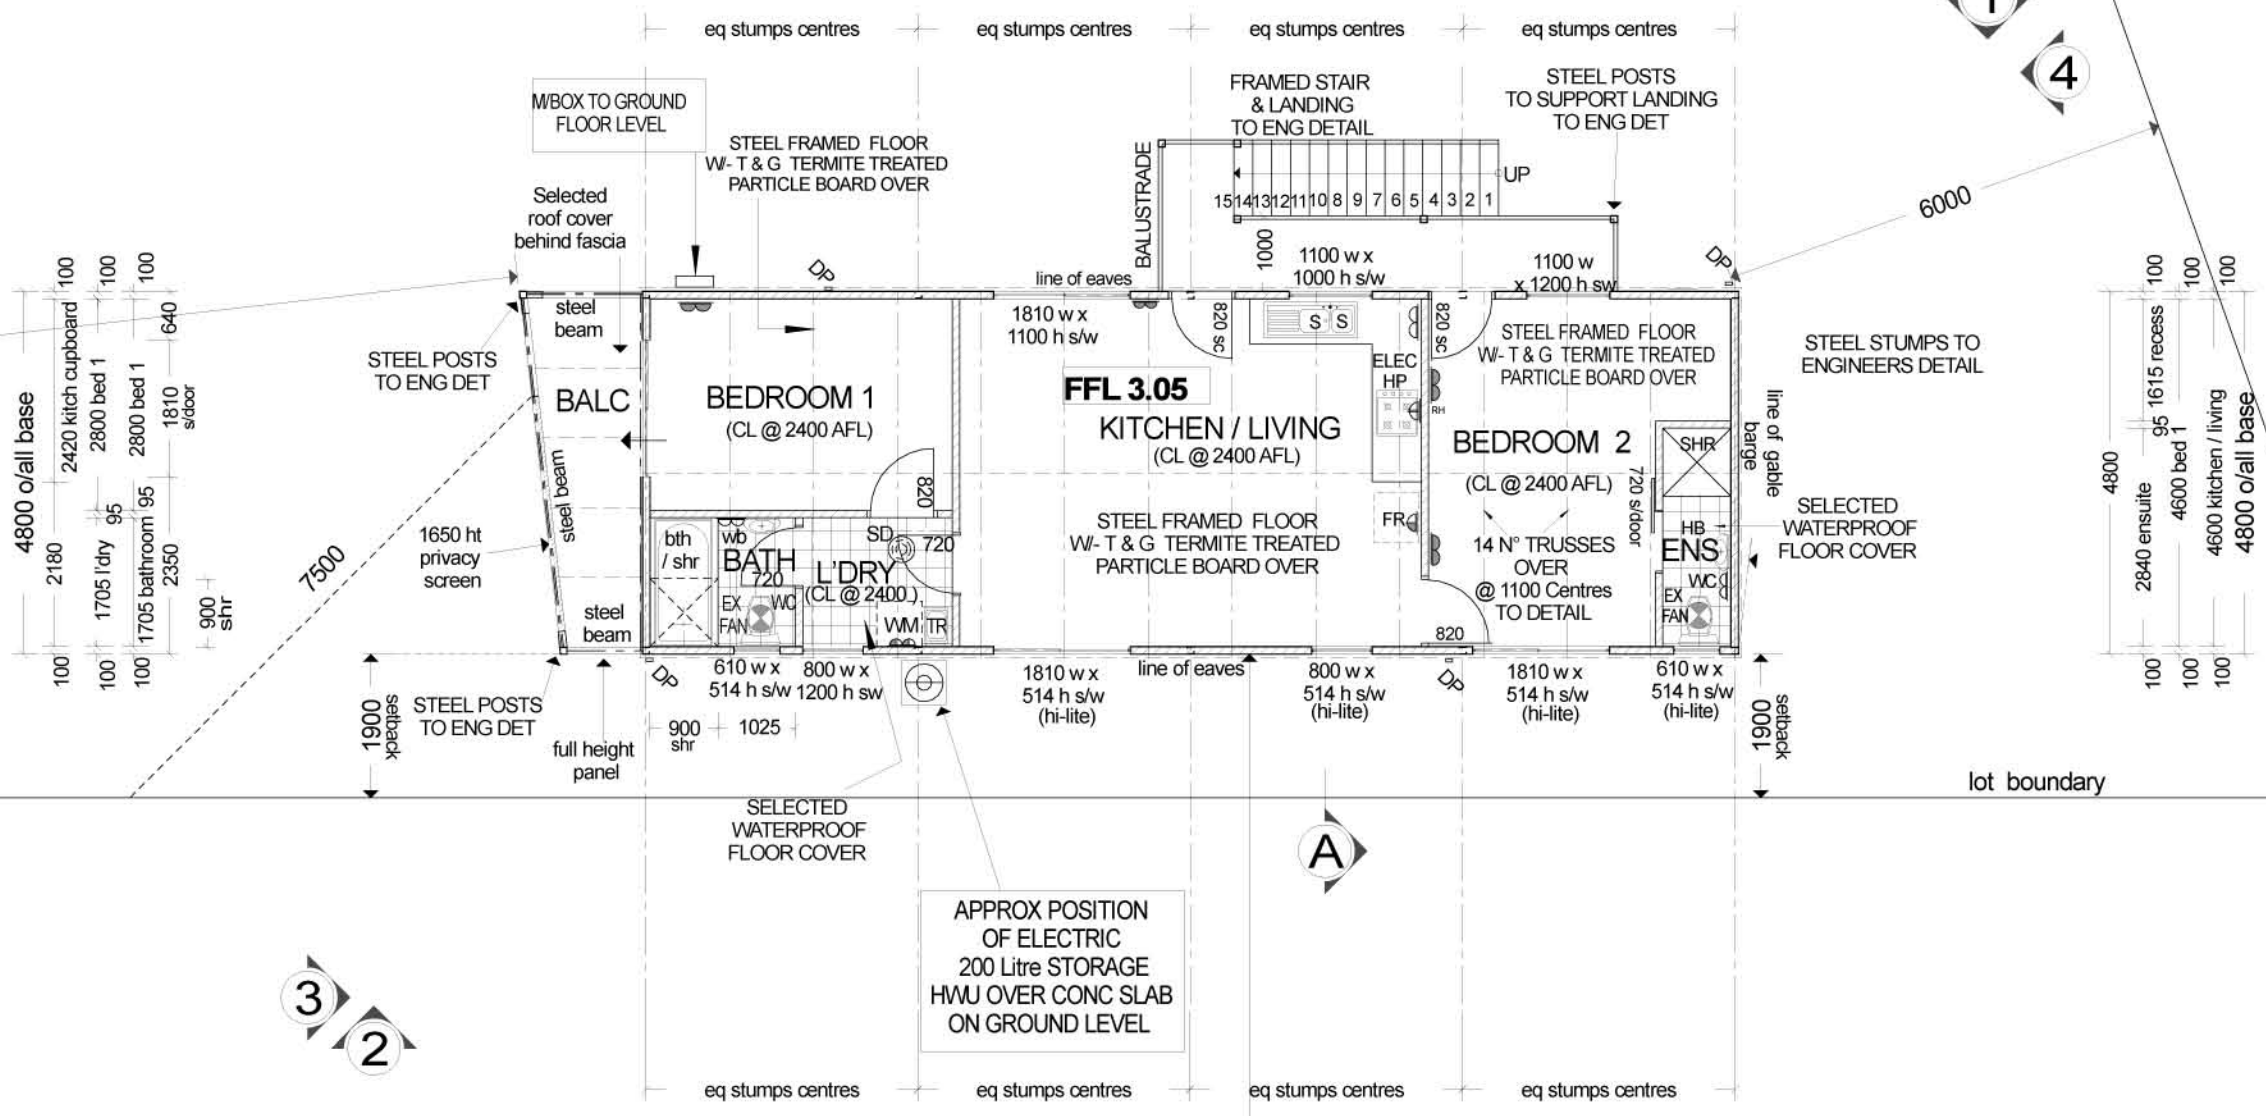 eq stumps centres
eq stumps centres
eq stumps centres
eq stumps centres
4
M/BOX TO GROUND
FLOOR LEVEL
STEEL FRAMED FLOOR
W/- T & G TERMITE TREATED
PARTICLE BOARD OVER
FRAMED STAIR
& LANDING
TO ENG DETAIL
STEEL POSTS
TO SUPPORT LANDING
TO ENG DET
Selected
roof cover
behind fascia
BALUSTRADE
UP
15 14 13 12 11 10 8 9 7 6 5 4 3 2 1
6000
1000
line of eaves
DP
1100 w x
1000 h s/w
1100 w
x 1200 h sw
DP
4800 o/all base
100
2420 kitch cupboard
2180
100
100
2800 bed 1
95
1705 l'dry
100
100
2800 bed 1
95
1705 bathroom
100
640
1810
s/door
2350
900
shr
STEEL POSTS
TO ENG DET
steel
beam
BALC
steel beam
steel
beam
1650 ht
privacy
screen
7500
BEDROOM 1
(CL @ 2400 AFL)
820
1810 w x
1100 h s/w
FFL 3.05
KITCHEN / LIVING
(CL @ 2400 AFL)
STEEL FRAMED FLOOR
W/- T & G TERMITE TREATED
PARTICLE BOARD OVER
820 sc
S S
ELEC
HP
RH
FR
820 sc
STEEL FRAMED FLOOR
W/- T & G TERMITE TREATED
PARTICLE BOARD OVER
BEDROOM 2
(CL @ 2400 AFL)
14 N° TRUSSES
OVER
@ 1100 Centres
TO DETAIL
720 s/door
820
SHR
HB
ENS
WC
EX
FAN
line of gable
barge
STEEL STUMPS TO
ENGINEERS DETAIL
SELECTED
WATERPROOF
FLOOR COVER
4800
100
1615 recess
95
2840 ensuite
100
100
4600 bed 1
100
100
4600 kitchen / living
100
4800 o/all base
bth
/ shr
wb
BATH
720
EX
FAN
WC
SD
720
L'DRY
(CL @ 2400 )
WM
TR
1900
setback
STEEL POSTS
TO ENG DET
full height
panel
DP
610 w x
514 h s/w
800 w x
1200 h sw
900
shr
1025
1810 w x
514 h s/w
(hi-lite)
line of eaves
800 w x
514 h s/w
(hi-lite)
DP
1810 w x
514 h s/w
(hi-lite)
610 w x
514 h s/w
(hi-lite)
1900
setback
lot boundary
SELECTED
WATERPROOF
FLOOR COVER
A
APPROX POSITION
OF ELECTRIC
200 Litre STORAGE
HWU OVER CONC SLAB
ON GROUND LEVEL
3
2
eq stumps centres
eq stumps centres
eq stumps centres
eq stumps centres